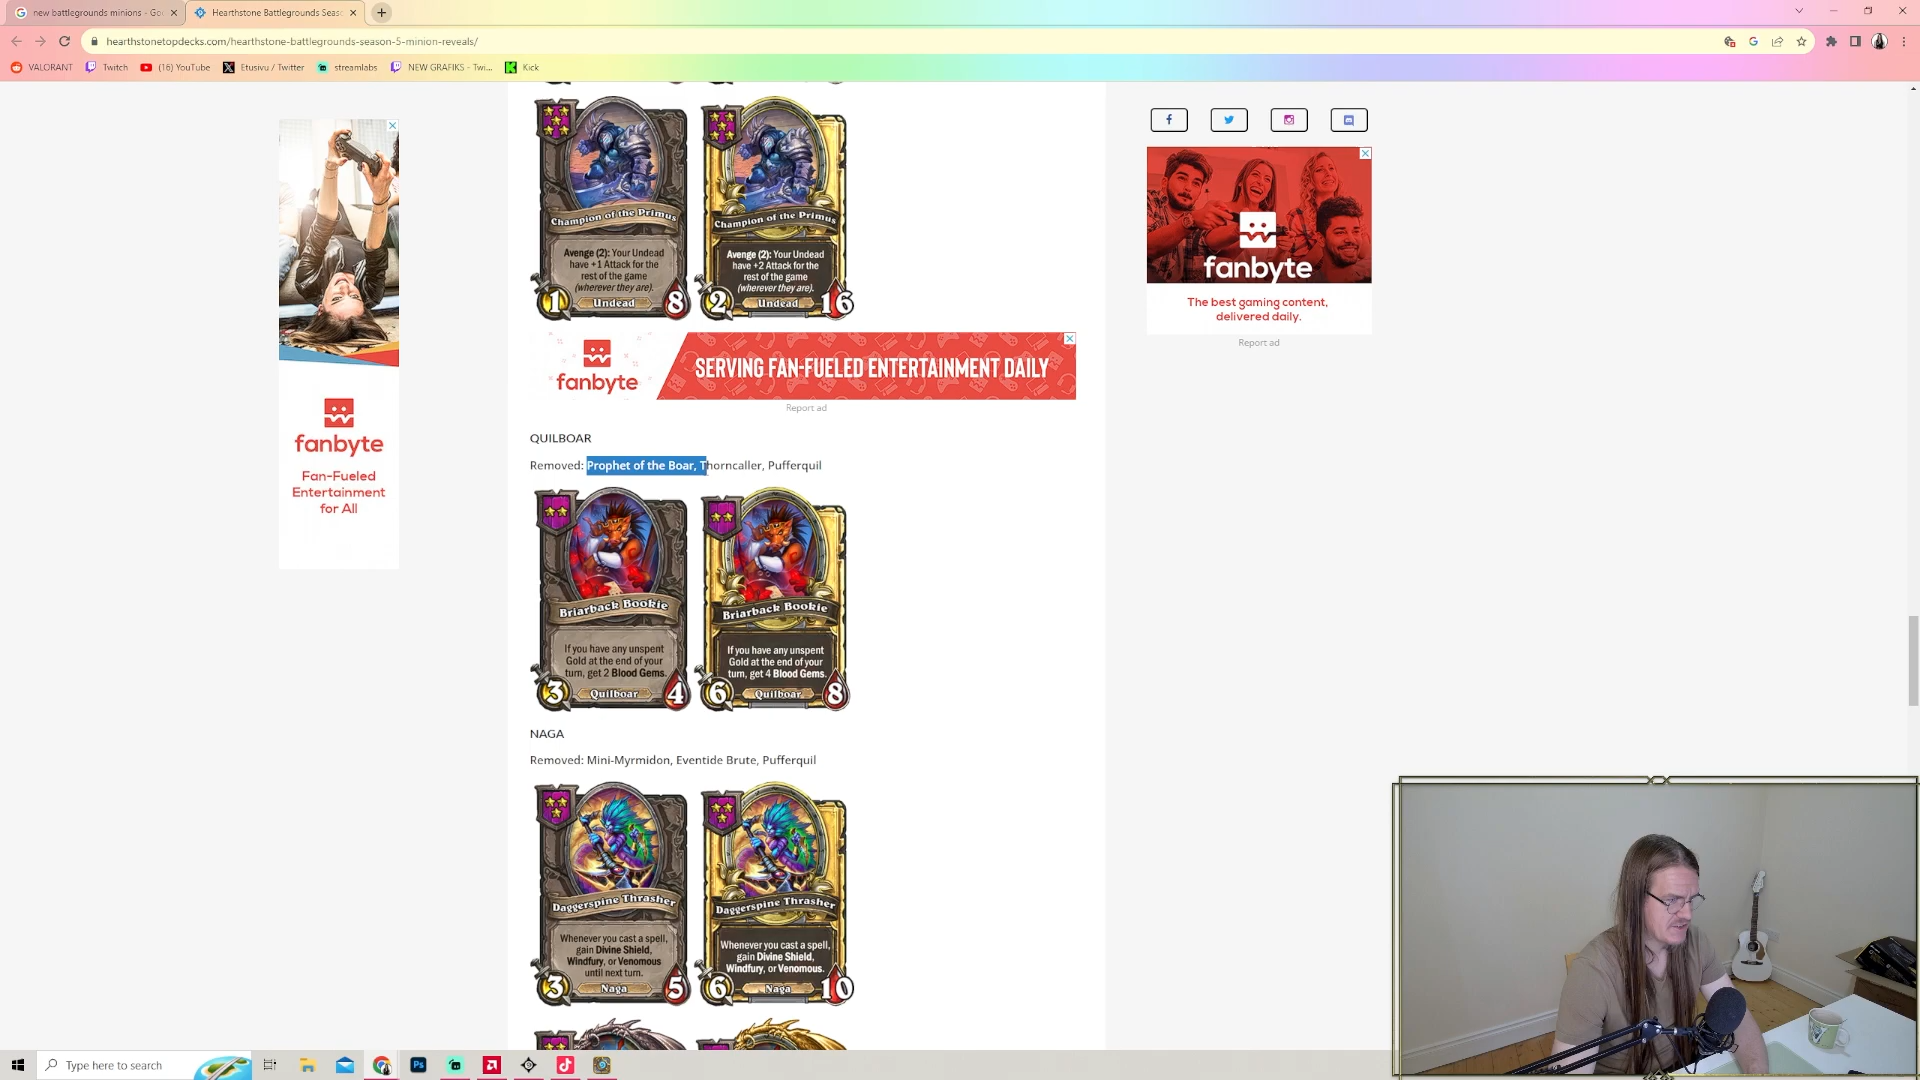 new battlegrounds minions - Go
Hearthstone Battlegrounds Seas
hearthstonetopdecks.com/hearthstone-battlegrounds-season-5-minion-reveals/
VALORANT
Twitch
(16) YouTube
Etusivu / Twitter
streamlabs
NEW GRAFIKS - Twi...
Kick
Champion of the Primus
Avenge (2): Your Undead
have +1 Attack for the
rest of the game
(wherever they are).
1
Undead
8
Champion of the Primus
Avenge (2): Your Undead
have +2 Attack for the
rest of the game
(wherever they are).
2
Undead
16
fanbyte
SERVING FAN-FUELED ENTERTAINMENT DAILY
Report ad
QUILBOAR
Removed: Prophet of the Boar, Thorncaller, Pufferquil
Briarback Bookie
If you have any unspent
Gold at the end of your
turn, get 2 Blood Gems.
3
Quilboar
4
Briarback Bookie
If you have any unspent
Gold at the end of your
turn, get 4 Blood Gems.
6
Quilboar
8
NAGA
Removed: Mini-Myrmidon, Eventide Brute, Pufferquil
Daggerspine Thrasher
Whenever you cast a spell,
gain Divine Shield,
Windfury, or Venomous
until next turn.
3
Naga
5
Daggerspine Thrasher
Whenever you cast a spell,
gain Divine Shield,
Windfury, or Venomous.
6
Naga
10
fanbyte
Fan-Fueled
Entertainment
for All
fanbyte
The best gaming content,
delivered daily.
Report ad
Type here to search
Ps